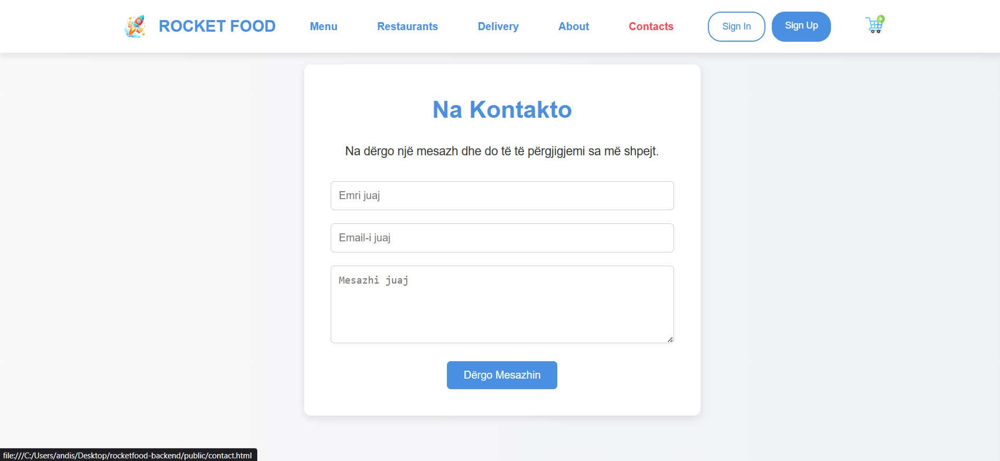 ROCKET FOOD Menu Restaurants Delivery About Contacts Sign In Sign Up
Na Kontakto
Na dërgo një mesazh dhe do të të përgjigjemi sa më shpejt.
Emri juaj
Email-i juaj
Mesazhi juaj
Dërgo Mesazhin
file:///C:/Users/andis/Desktop/rocketfood-backend/public/contact.html